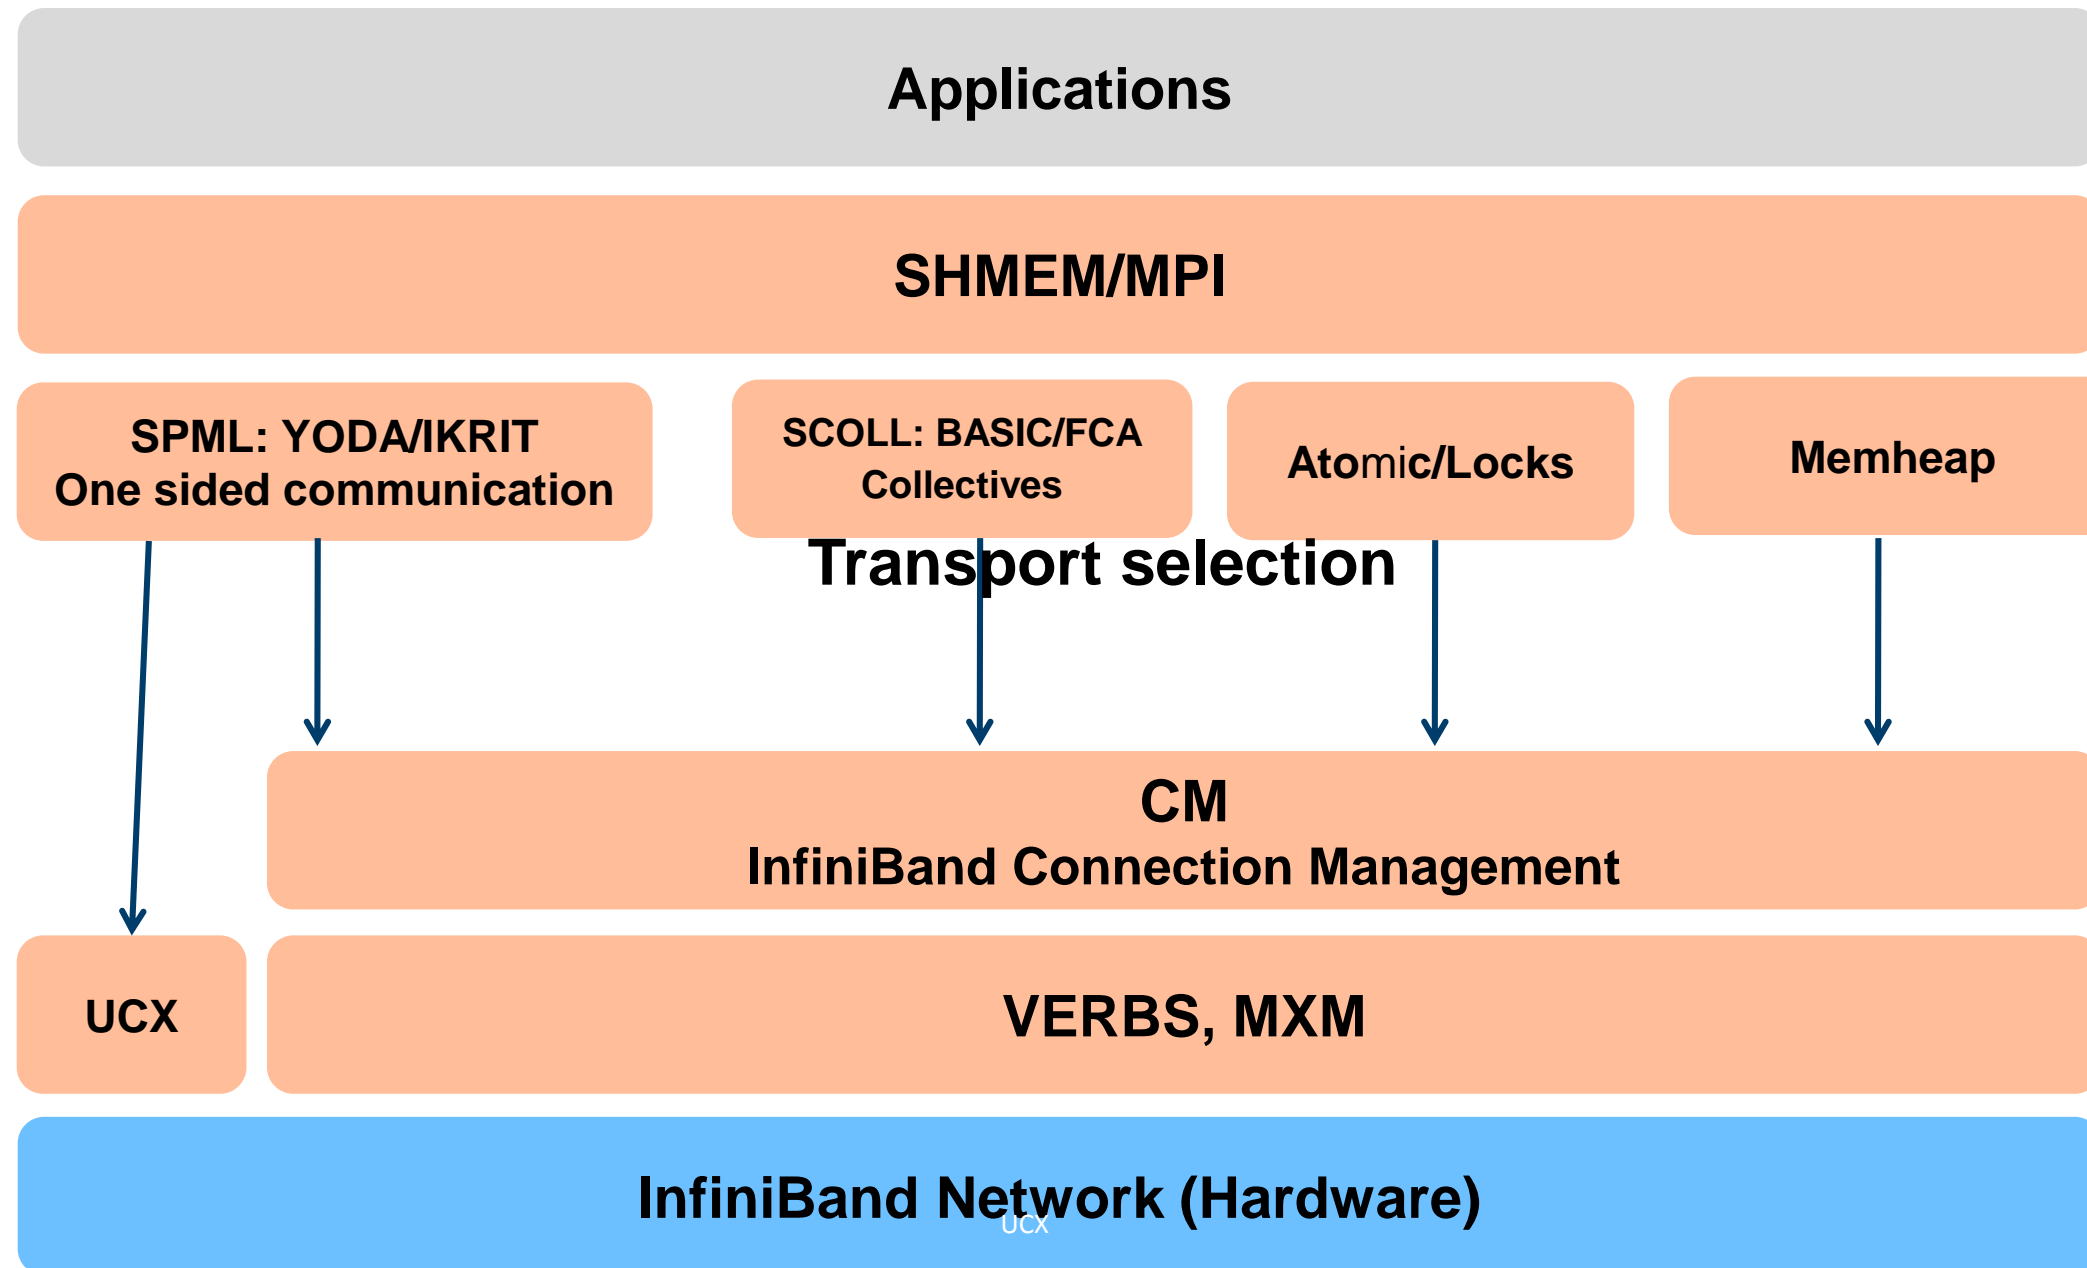 Applications
SHMEM/MPI
SPML: YODA/IKRIT
One sided communication
SCOLL: BASIC/FCA
Collectives
Atomic/Locks
Memheap
Transport selection
CM
InfiniBand Connection Management
UCX
VERBS, MXM
InfiniBand Network (Hardware)
UCX